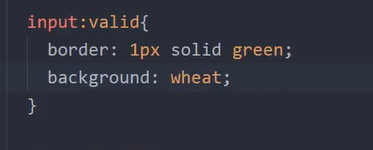 input:valid{
  border: 1px solid green;
  background: wheat;
}